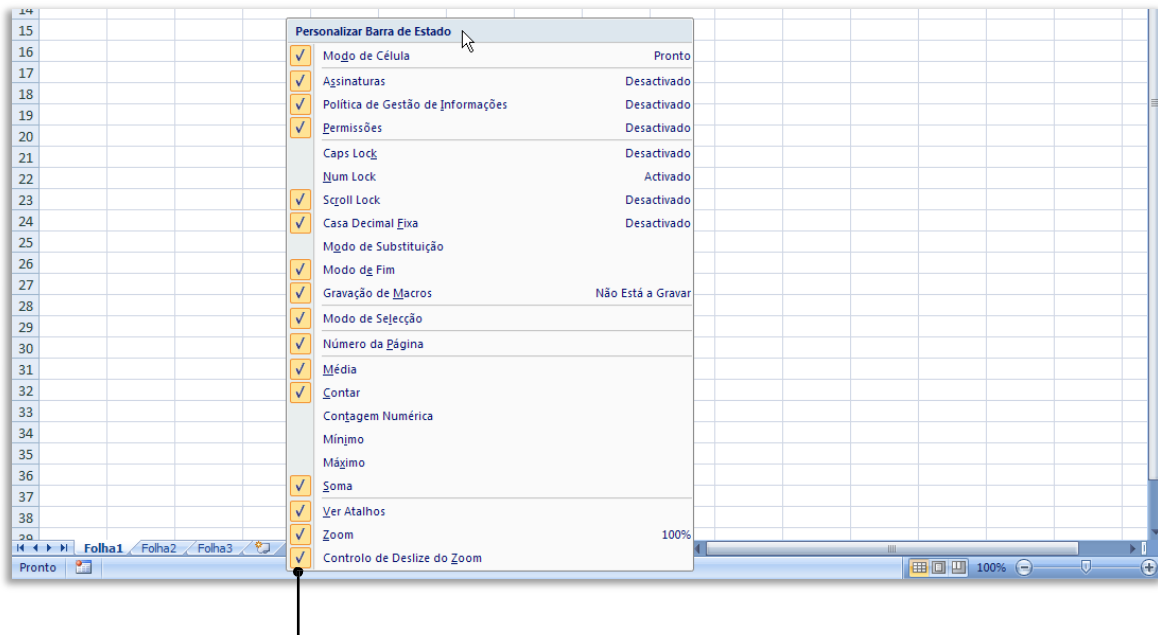 14
15
Personalizar Barra de Estado
16
Modo de Célula Pronto
17
Assinaturas Desactivado
18
Política de Gestão de Informações Desactivado
19
Permissões Desactivado
20
21
Caps Lock Desactivado
22
Num Lock Activado
23
Scroll Lock Desactivado
24
Casa Decimal Fixa Desactivado
25
Modo de Substituição
26
Modo de Fim
27
Gravação de Macros Não Está a Gravar
28
Modo de Selecção
29
30
Número da Página
31
Média
32
Contar
33
Contagem Numérica
34
Mínimo
35
Máximo
36
Soma
37
38
Ver Atalhos
39
Zoom 100%
Folha1 Folha2 Folha3
Controlo de Deslize do Zoom
Pronto 100%